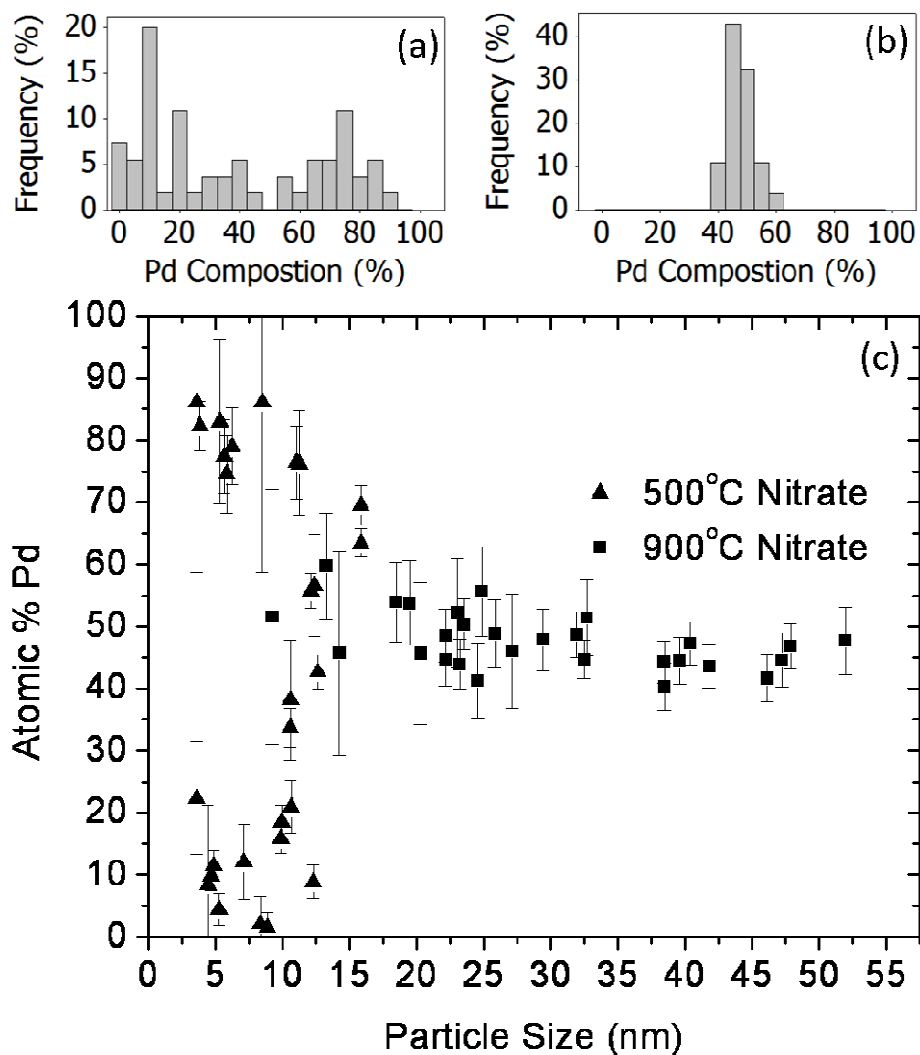 20
15
10
5
0
Frequency (%)
(a)
0 20 40 60 80 100
Pd Compostion (%)
40
30
20
10
0
Frequency (%)
(b)
0 20 40 60 80 100
Pd Compostion (%)
100
90
80
70
60
50
40
30
20
10
0
Atomic % Pd
(c)
500°C Nitrate
900°C Nitrate
0 5 10 15 20 25 30 35 40 45 50 55
Particle Size (nm)